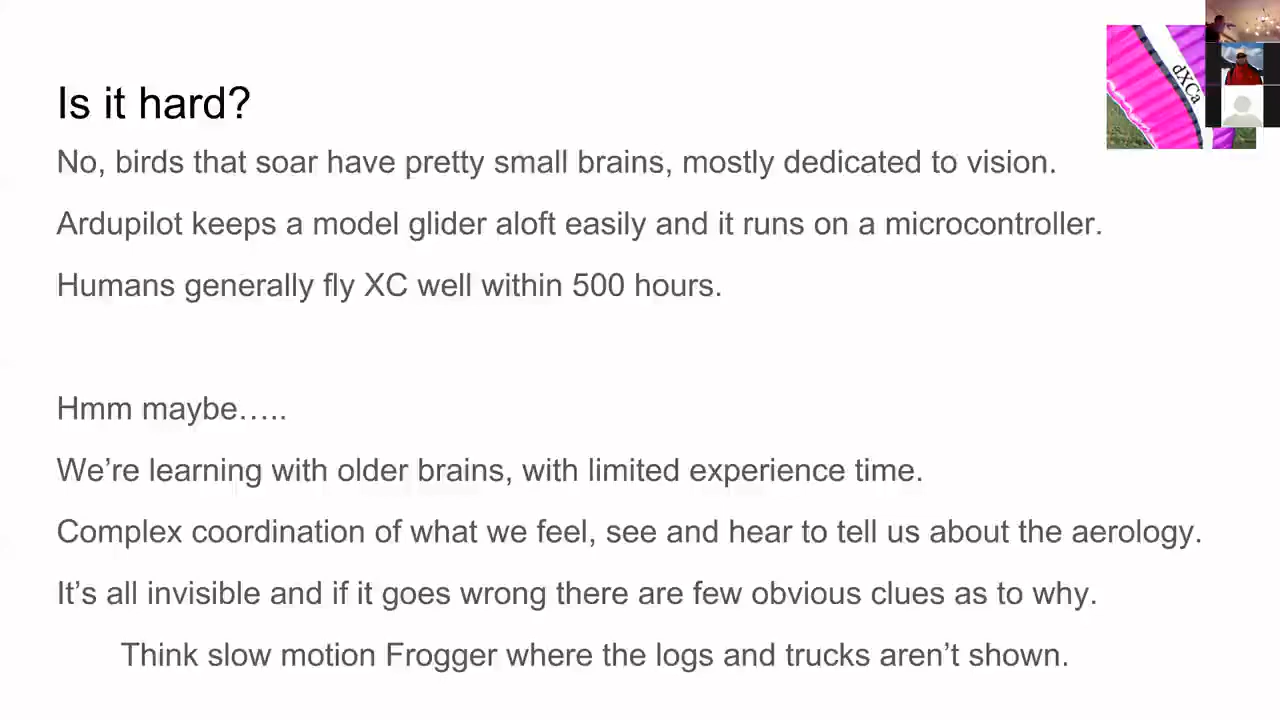 Is it hard?
No, birds that soar have pretty small brains, mostly dedicated to vision.
Ardupilot keeps a model glider aloft easily and it runs on a microcontroller.
Humans generally fly XC well within 500 hours.
Hmm maybe…..
We’re learning with older brains, with limited experience time.
Complex coordination of what we feel, see and hear to tell us about the aerology.
It’s all invisible and if it goes wrong there are few obvious clues as to why.
Think slow motion Frogger where the logs and trucks aren’t shown.
dXCa